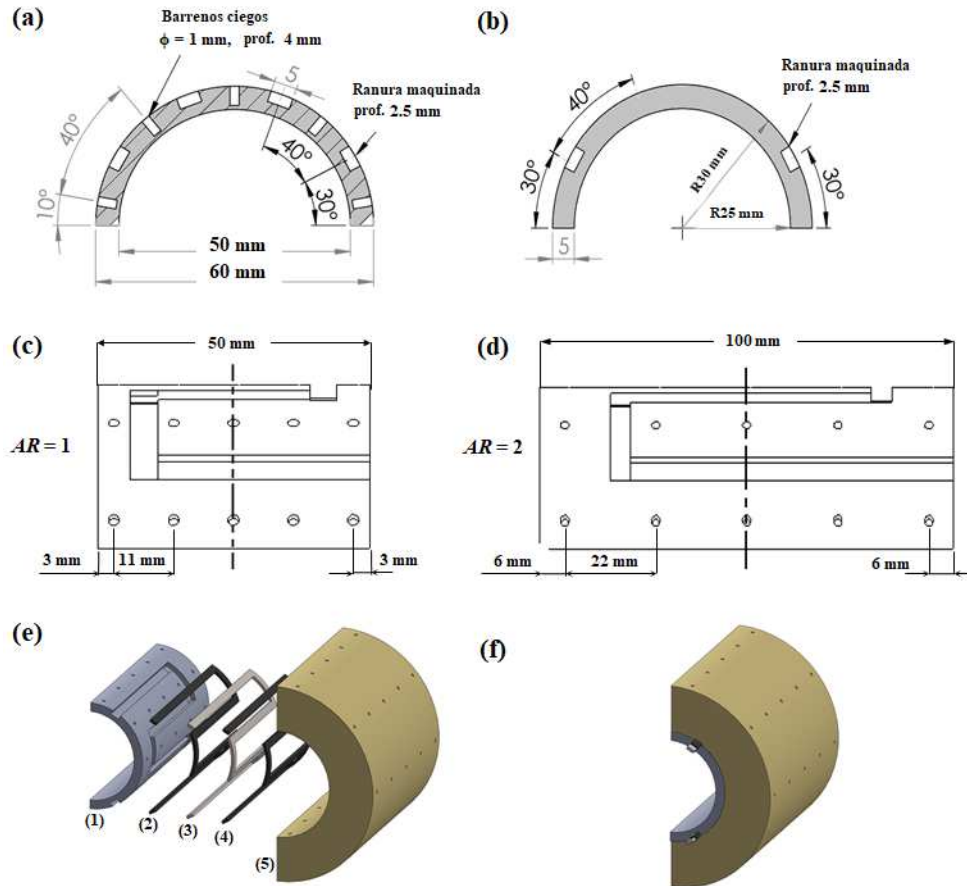 (a)
Barrenos ciegos
ϕ = 1 mm, prof. 4 mm
5
Ranura maquinada
prof. 2.5 mm
40°
40°
10°
30°
50 mm
60 mm
(b)
Ranura maquinada
prof. 2.5 mm
40°
30°
R30 mm
30°
R25 mm
5
(c)
50 mm
AR = 1
3 mm
11 mm
3 mm
(d)
100 mm
AR = 2
6 mm
22 mm
6 mm
(e)
(1)
(2)
(3)
(4)
(5)
(f)